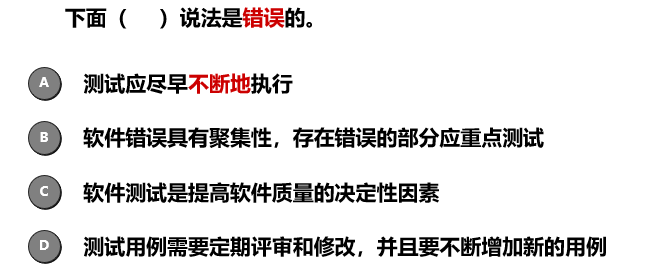 下面（ ）说法是错误的。
A 测试应尽早不断地执行
B 软件错误具有聚集性，存在错误的部分应重点测试
C 软件测试是提高软件质量的决定性因素
D 测试用例需要定期评审和修改，并且要不断增加新的用例